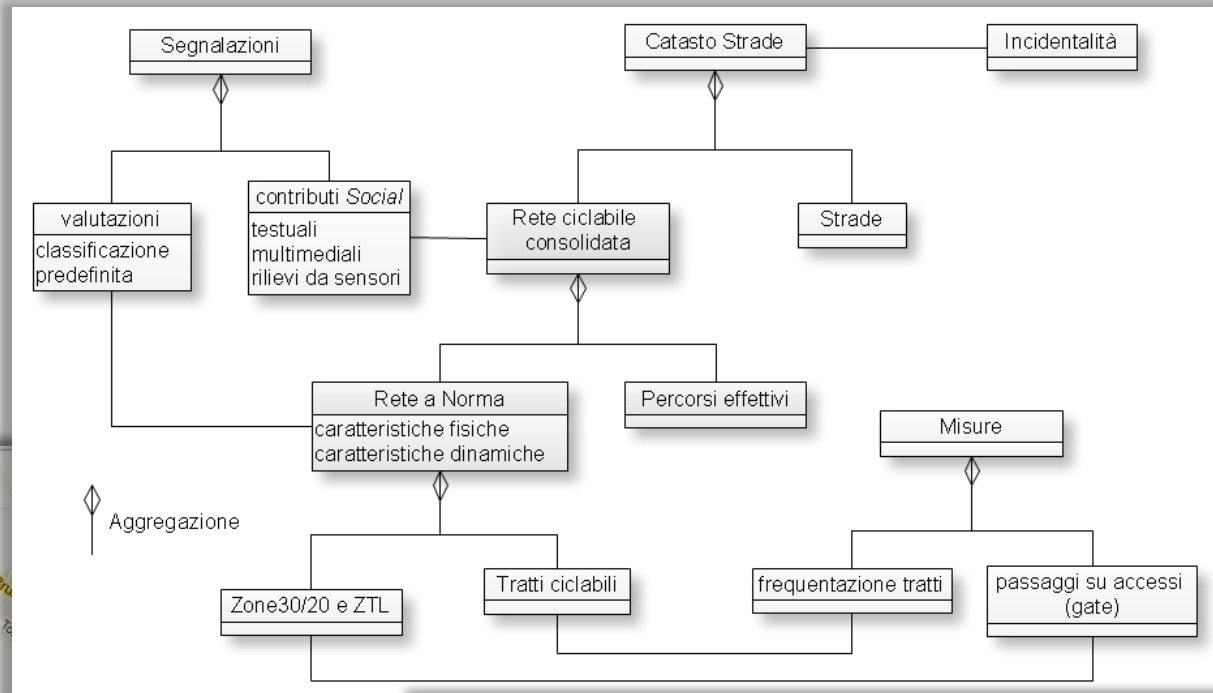 Segnalazioni
Catasto Strade
Incidentalità
valutazioni
classificazione
predefinita
contributi Social
testuali
multimediali
rilievi da sensori
Rete ciclabile
consolidata
Strade
Rete a Norma
caratteristiche fisiche
caratteristiche dinamiche
Percorsi effettivi
Misure
Aggregazione
Zone30/20 e ZTL
Tratti ciclabili
frequentazione tratti
passaggi su accessi
(gate)